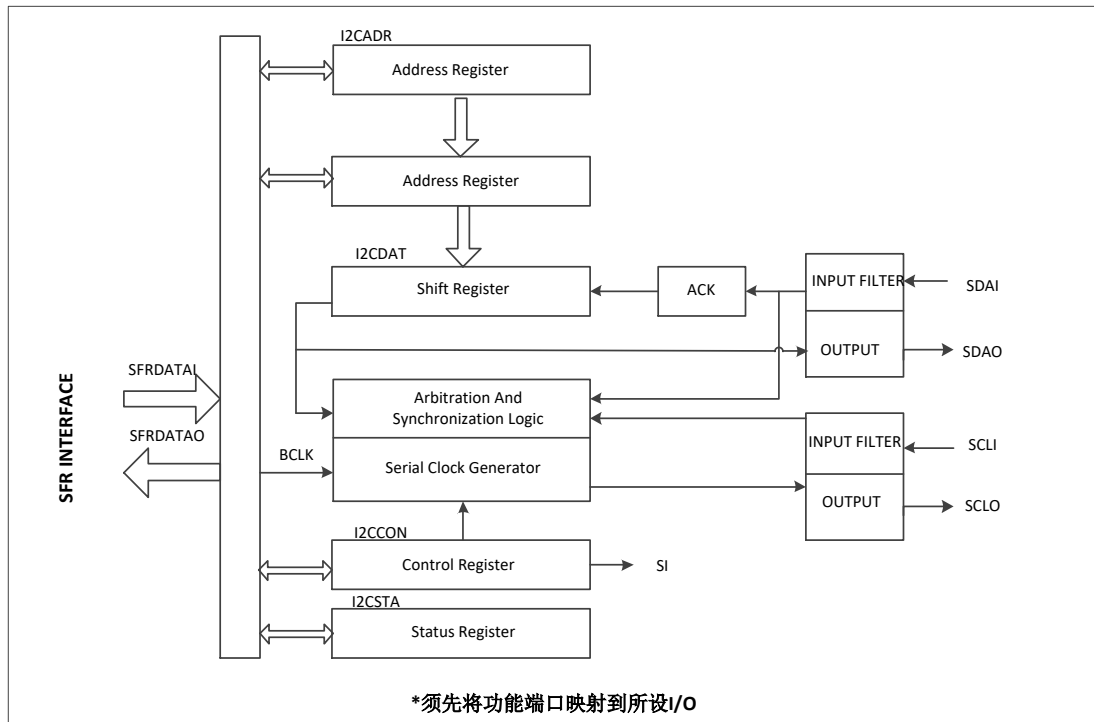 I2CADR
Address Register
Address Register
I2CDAT
Shift Register
ACK
INPUT FILTER
SDAI
OUTPUT
SDAO
SFR INTERFACE
SFRDATAI
SFRDATAO
Arbitration And
Synchronization Logic
BCLK
Serial Clock Generator
INPUT FILTER
SCLI
OUTPUT
SCLO
I2CCON
Control Register
SI
I2CSTA
Status Register
*须先将功能端口映射到所设I/O